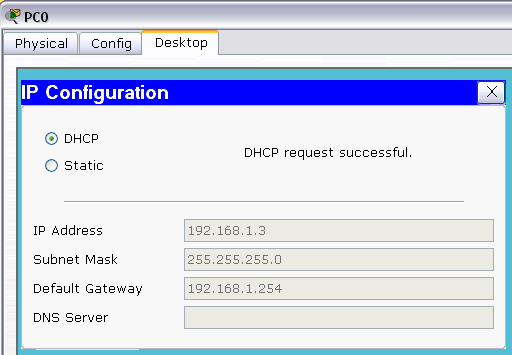 PC0
Physical Config Desktop
IP Configuration X
DHCP
Static
DHCP request successful.
IP Address 192.168.1.3
Subnet Mask 255.255.255.0
Default Gateway 192.168.1.254
DNS Server